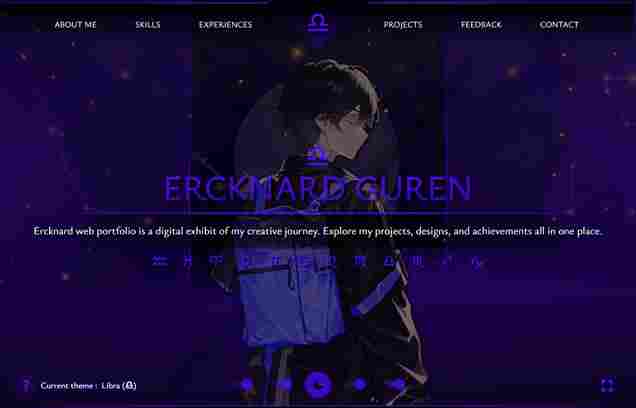 ABOUT ME
SKILLS
EXPERIENCES
♎
PROJECTS
FEEDBACK
CONTACT
ERCKNARD GUREN
Ercknard web portfolio is a digital exhibit of my creative journey. Explore my projects, designs, and achievements all in one place.
? Current theme : Libra (♎)